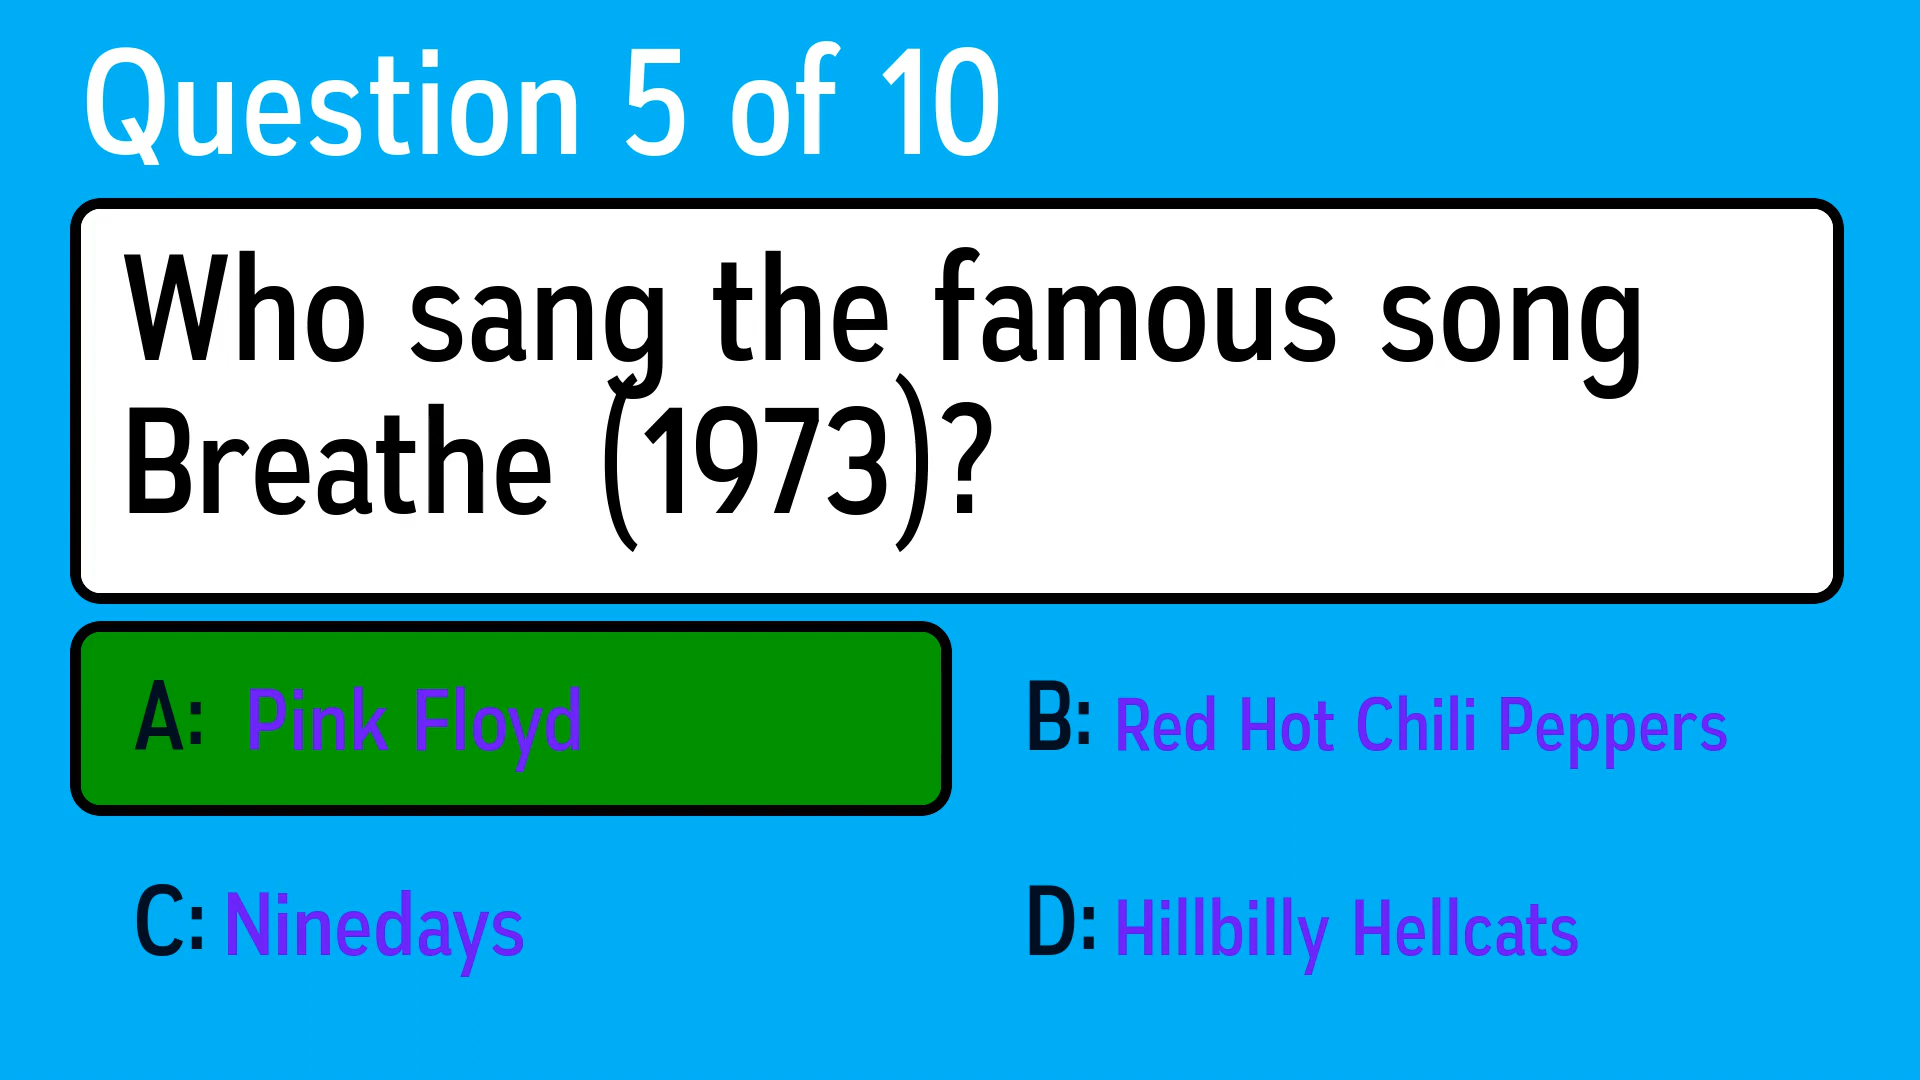 Question 5 of 10
Who sang the famous song
Breathe (1973)?
A: Pink Floyd
B: Red Hot Chili Peppers
C: Ninedays
D: Hillbilly Hellcats